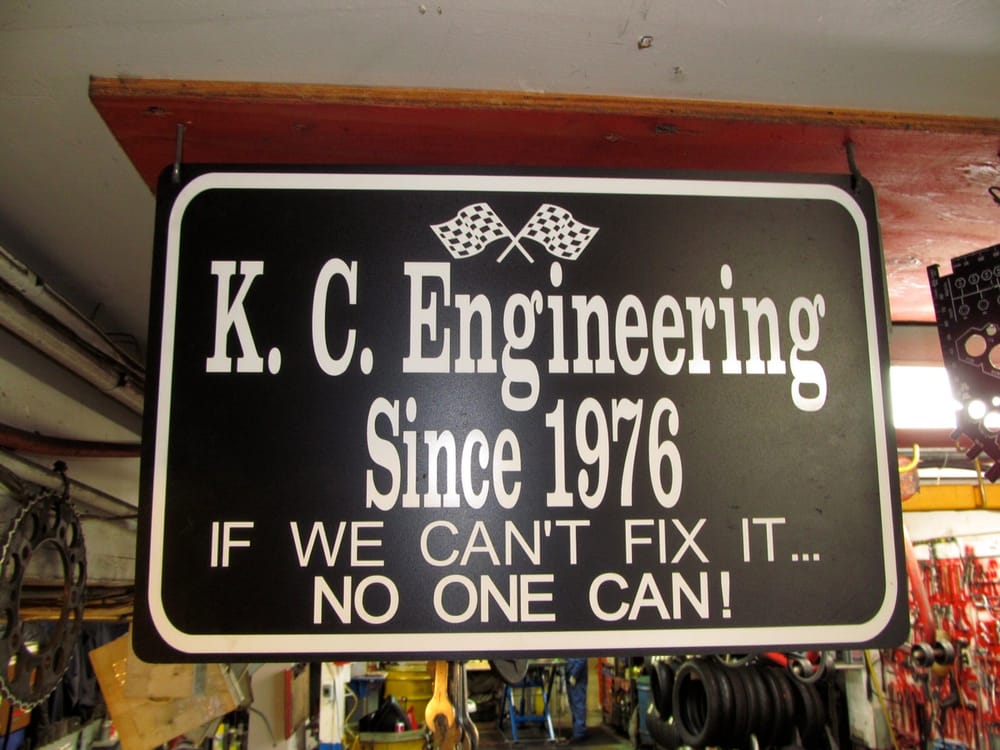 K. C. Engineering
Since 1976
IF WE CAN'T FIX IT...
NO ONE CAN!